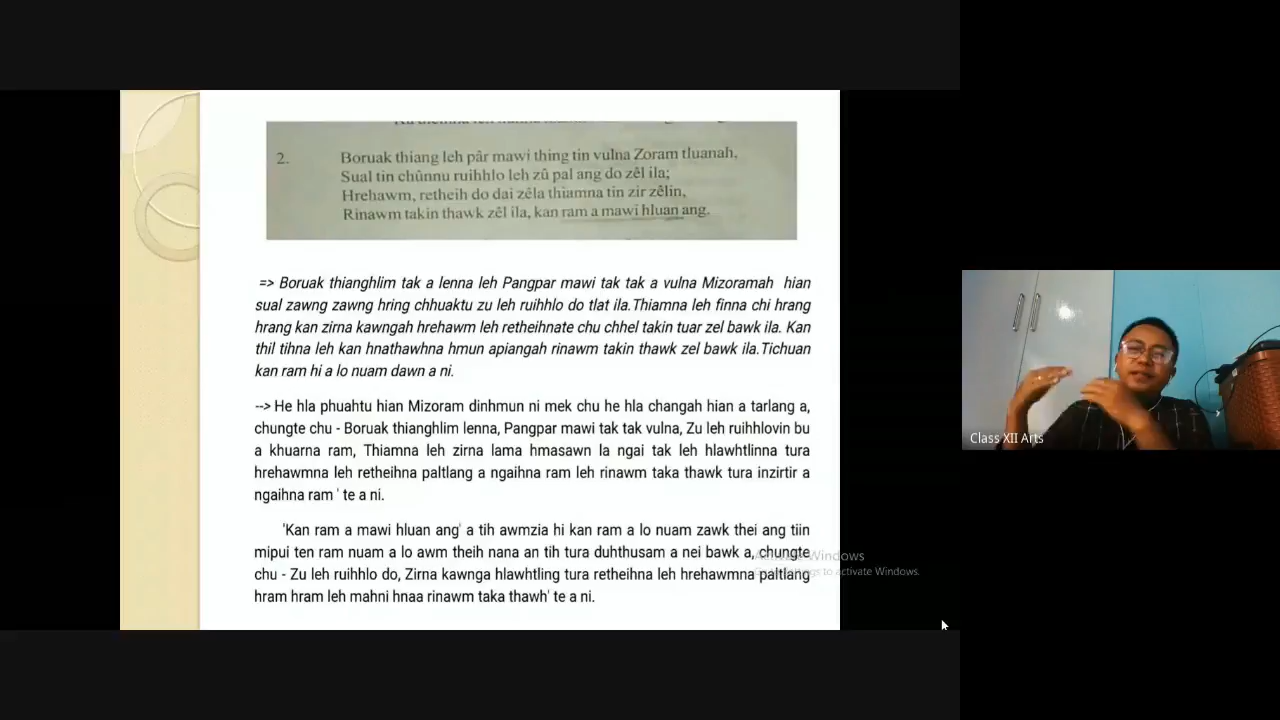 2.
Boruak thiang leh pâr mawi thing tin vulna Zoram tluanah,
Sual tin chûnnu ruihhlo leh zû pal ang do zêl ila;
Hrehawm, retheih do dai zêla thiamna tin zir zêlin,
Rinawm takin thawk zêl ila, kan ram a mawi hluan ang.
=> Boruak thianghlim tak a lenna leh Pangpar mawi tak tak a vulna Mizoramah hian
sual zawng zawng hring chhuaktu zu leh ruihhlo do tlat ila.Thiamna leh finna chi hrang
hrang kan zirna kawngah hrehawm leh retheihnate chu chhel takin tuar zel bawk ila. Kan
thil tihna leh kan hnathawhna hmun apiangah rinawm takin thawk zel bawk ila.Tichuan
kan ram hi a lo nuam dawn a ni.
--> He hla phuahtu hian Mizoram dinhmun ni mek chu he hla changah hian a tarlang a,
chungte chu - Boruak thianghlim lenna, Pangpar mawi tak tak vulna, Zu leh ruihhlovin bu
a khuarna ram, Thiamna leh zirna lama hmasawn la ngai tak leh hlawhtlinna tura
hrehawmna leh retheihna paltlang a ngaihna ram leh rinawm taka thawk tura inzirtir a
ngaihna ram ' te a ni.
'Kan ram a mawi hluan ang' a tih awmzia hi kan ram a lo nuam zawk thei ang tiin
mipui ten ram nuam a lo awm theih nana an tih tura duhthusam a nei bawk a, chungte
chu - Zu leh ruihhlo do, Zirna kawnga hlawhtling tura retheihna leh hrehawmna paltlang
hram hram leh mahni hnaa rinawm taka thawh' te a ni.
Activate Windows
to activate Windows.
Class XII Arts